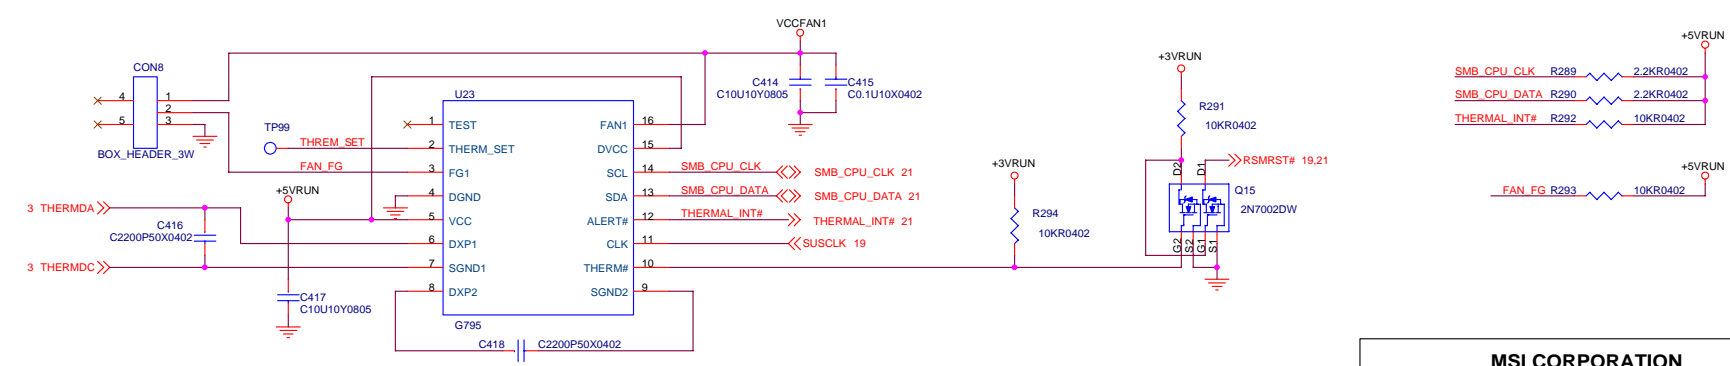 VCCFAN1
+5VRUN
+3VRUN
CON8
SMB_CPU_CLK R289 2.2KR0402
C414 C415
C10U10Y0805 C0.1U10X0402
U23
SMB_CPU_DATA R290 2.2KR0402
4 1
R291
2
THERMAL_INT# R292 10KR0402
5 3
TP99
1 TEST FAN1 16
10KR0402
THREM_SET
2 THERM_SET DVCC 15
BOX_HEADER_3W
+3VRUN
D2 D1
RSMRST# 19,21
FAN_FG
3 FG1 SCL 14 SMB_CPU_CLK SMB_CPU_CLK 21
+5VRUN
+5VRUN
4 DGND SDA 13 SMB_CPU_DATA SMB_CPU_DATA 21
Q15
FAN_FG R293 10KR0402
3 THERMDA
2N7002DW
R294
5 VCC ALERT# 12 THERMAL_INT# THERMAL_INT# 21
C416
C2200P50X0402
10KR0402
6 DXP1 CLK 11 SUSCLK 19
G2 S2 G1 S1
3 THERMDC
7 SGND1 THERM# 10
8 DXP2 SGND2 9
C417
C10U10Y0805
G795
C418 C2200P50X0402
MSI CORPORATION